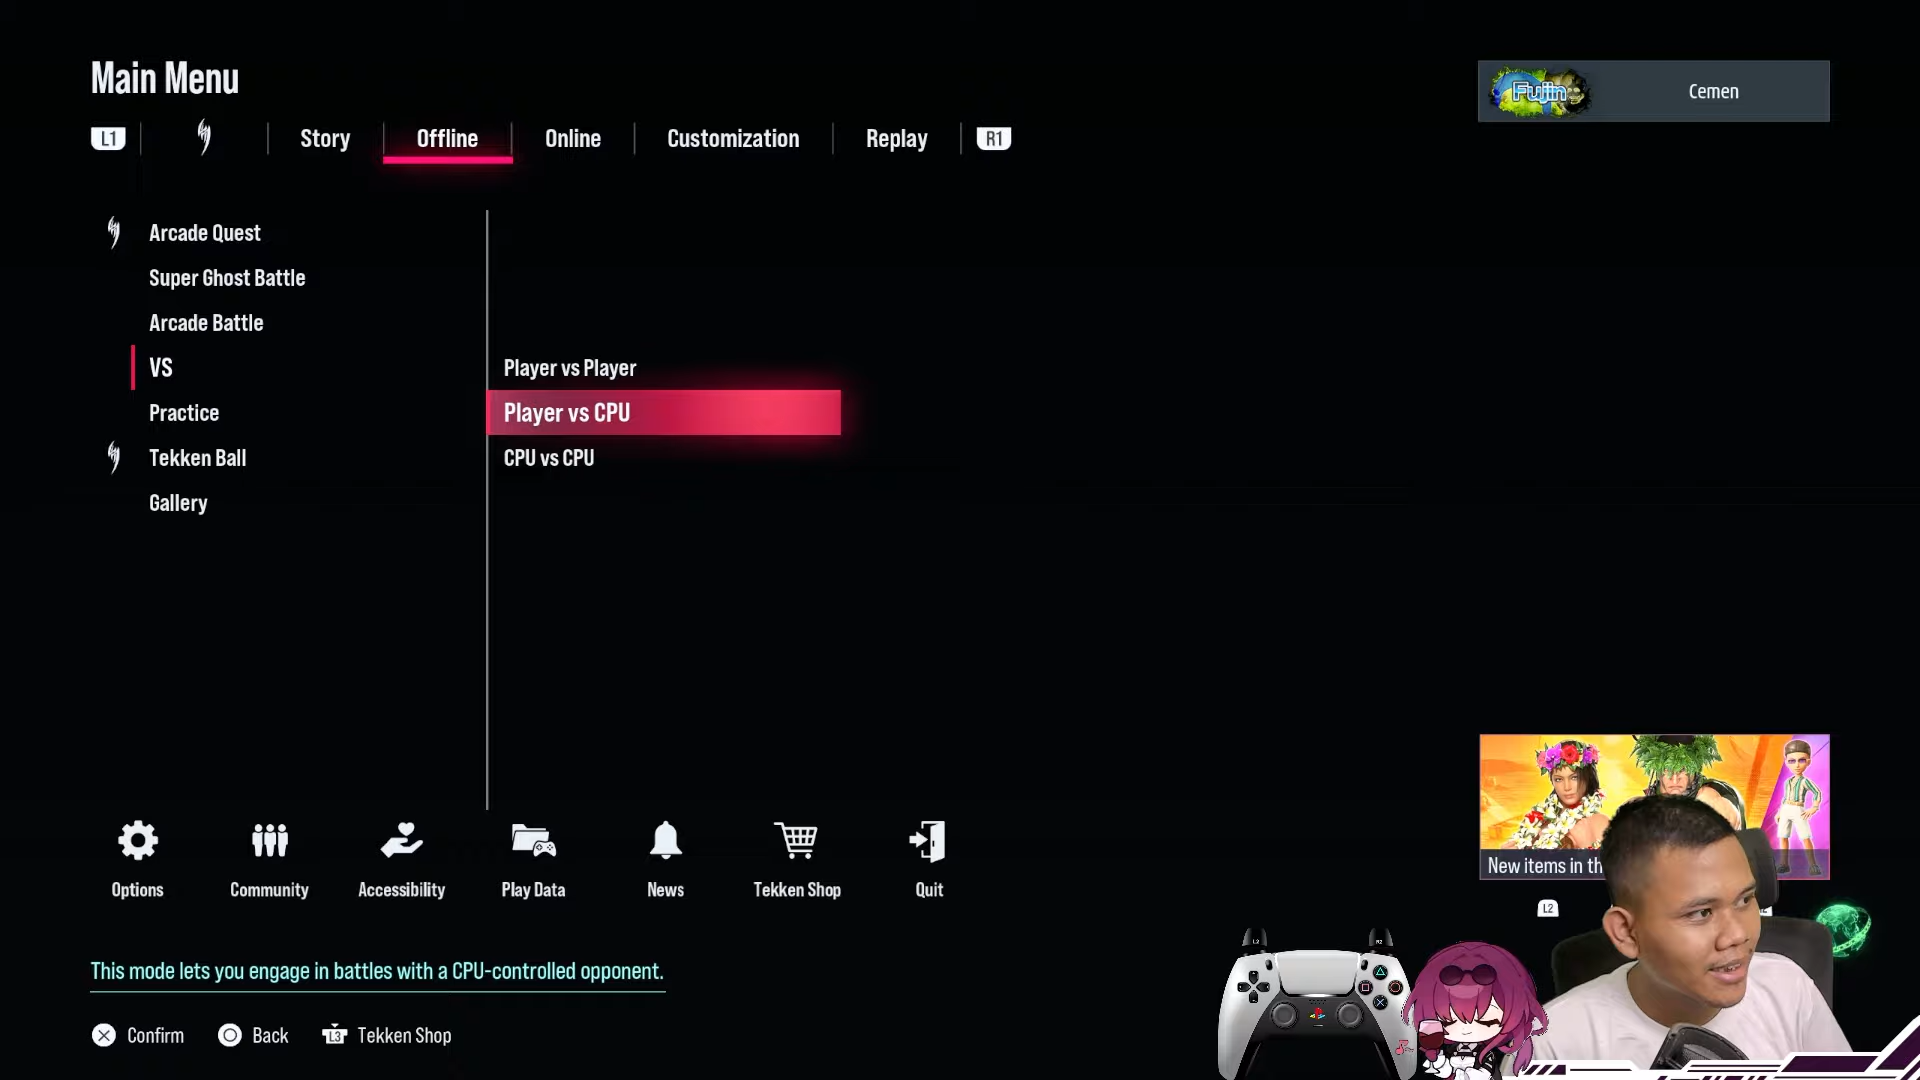 Main Menu
Fujin
Cemen
L1
Story
Offline
Online
Customization
Replay
R1
Arcade Quest
Super Ghost Battle
Arcade Battle
VS
Practice
Tekken Ball
Gallery
Player vs Player
Player vs CPU
CPU vs CPU
New items in th
L2
Options
Community
Accessibility
Play Data
News
Tekken Shop
Quit
L2
R2
This mode lets you engage in battles with a CPU-controlled opponent.
Confirm
Back
L3
Tekken Shop